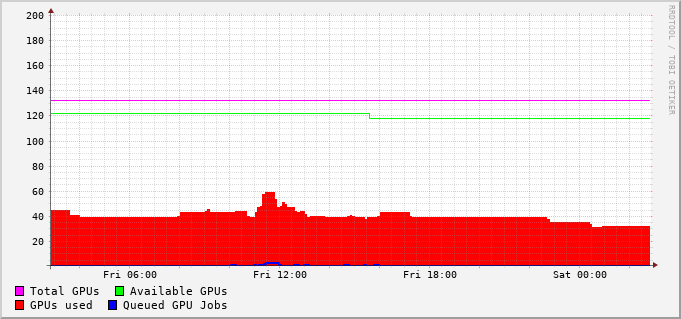 200
180
160
140
120
100
80
60
40
20
Fri 06:00 Fri 12:00 Fri 18:00 Sat 00:00
Total GPUs Available GPUs
GPUs used Queued GPU Jobs
RRDTOOL / TOBI OETIKER